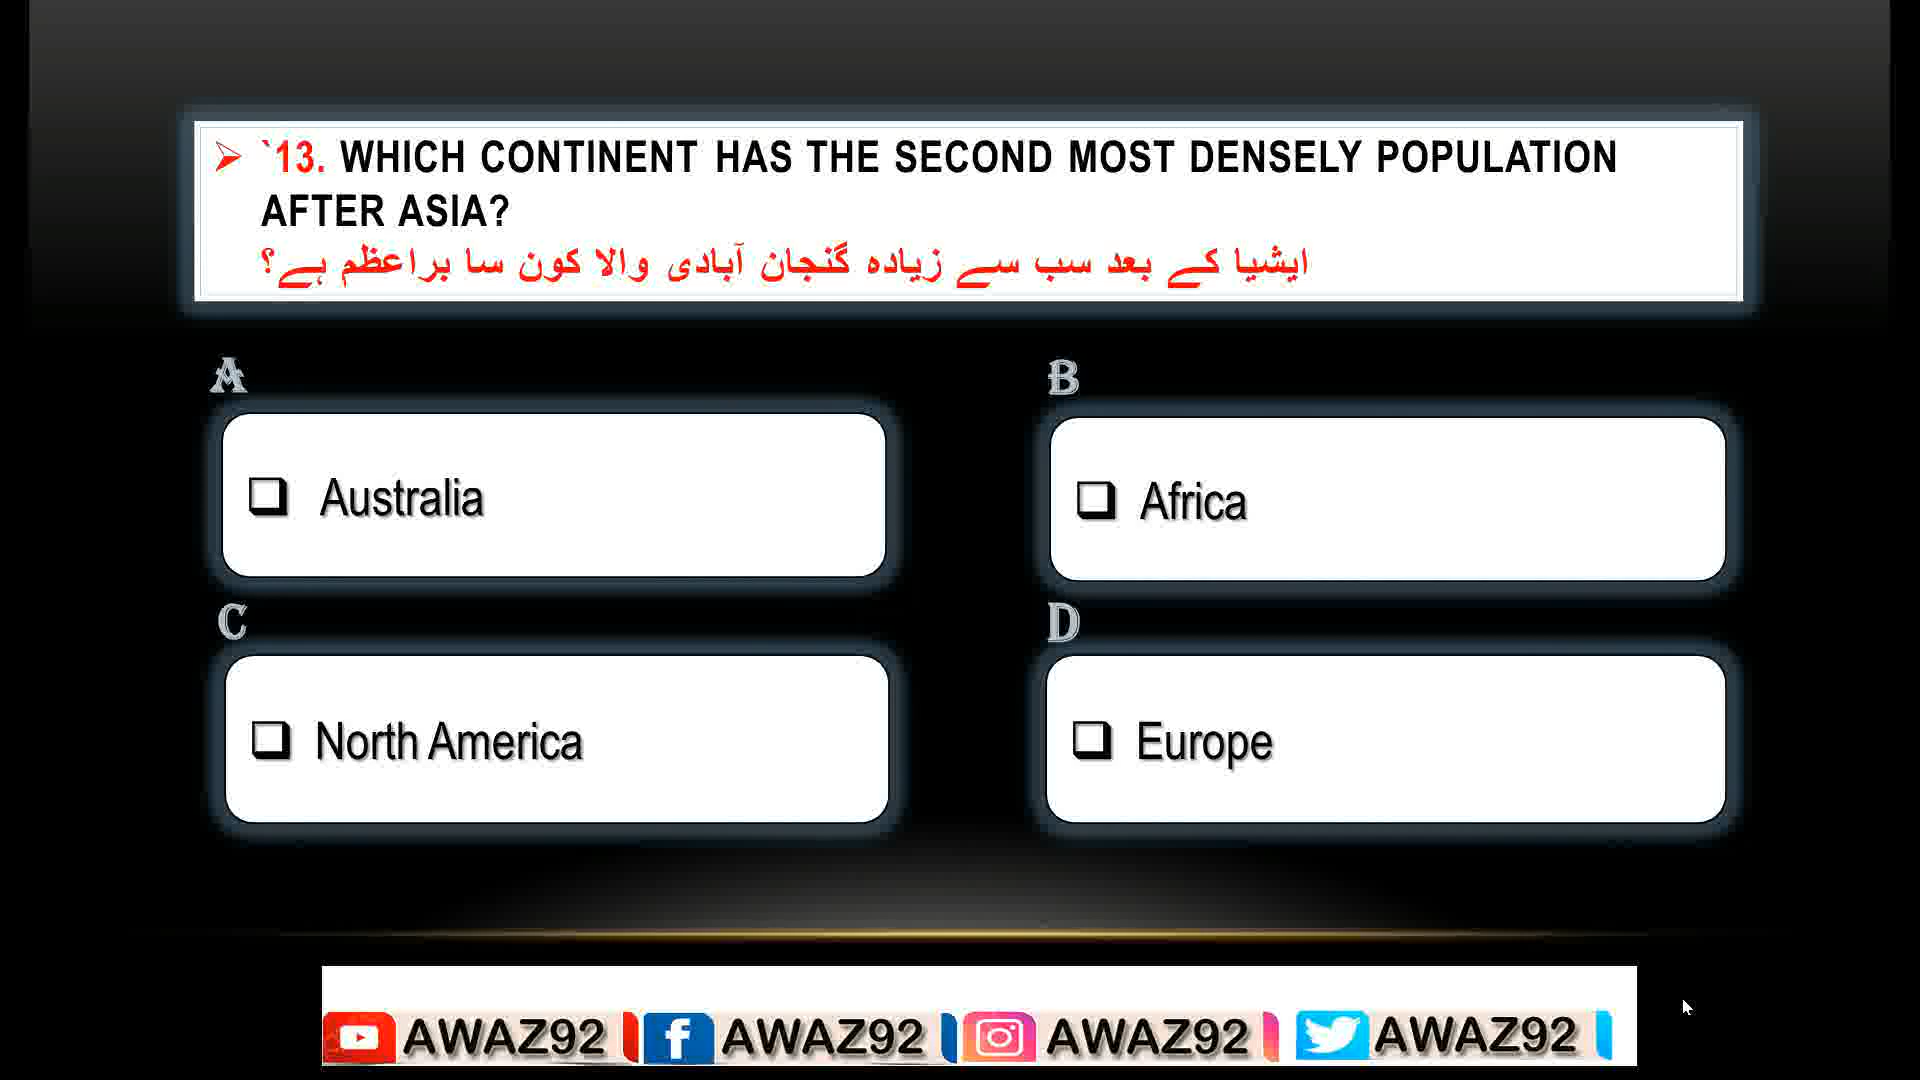 `13. WHICH CONTINENT HAS THE SECOND MOST DENSELY POPULATION
AFTER ASIA?
ایشیا کے بعد سب سے زیادہ گنجان آبادی والا کون سا براعظم ہے؟
A
Australia
B
Africa
C
North America
D
Europe
AWAZ92 AWAZ92 AWAZ92 AWAZ92